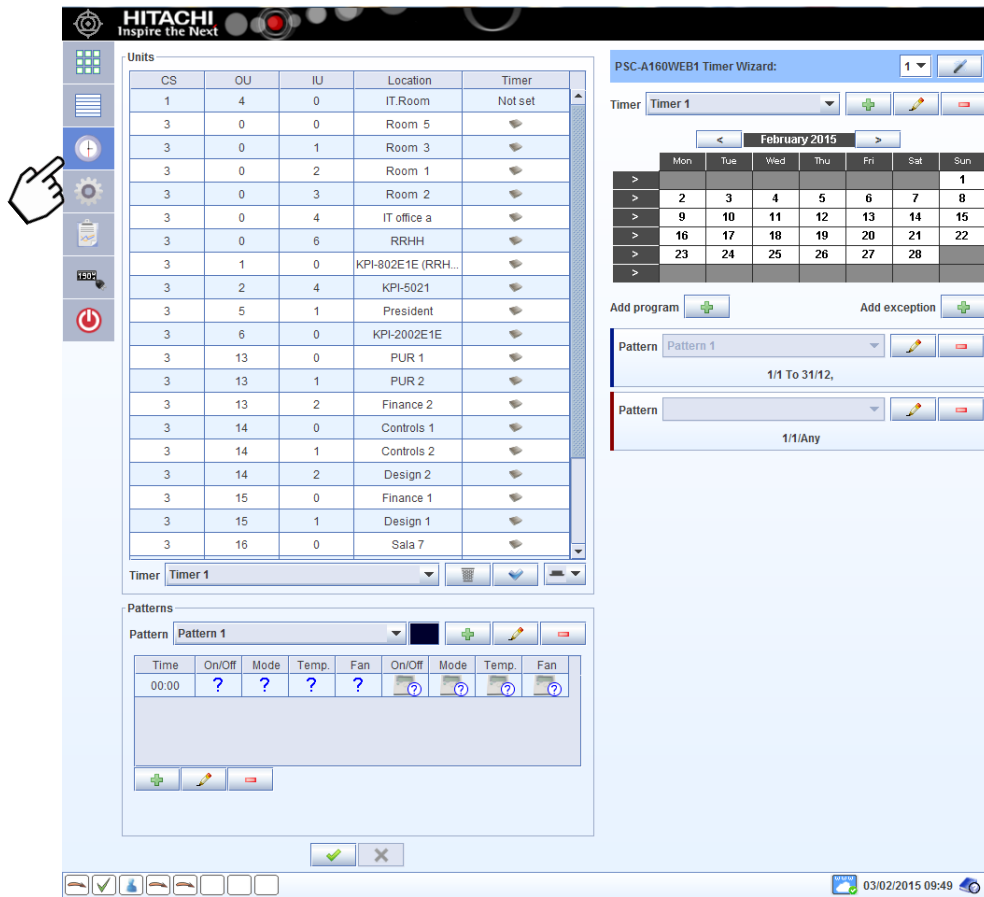 HITACHI
Inspire the Next
Units
CS OU IU Location Timer
1 4 0 IT.Room Not set
3 0 0 Room 5
3 0 1 Room 3
3 0 2 Room 1
3 0 3 Room 2
3 0 4 IT office a
3 0 6 RRHH
3 1 0 KPI-802E1E (RRH...
3 2 4 KPI-5021
3 5 1 President
3 6 0 KPI-2002E1E
3 13 0 PUR 1
3 13 1 PUR 2
3 13 2 Finance 2
3 14 0 Controls 1
3 14 1 Controls 2
3 14 2 Design 2
3 15 0 Finance 1
3 15 1 Design 1
3 16 0 Sala 7
Timer Timer 1
Patterns
Pattern Pattern 1
Time On/Off Mode Temp. Fan On/Off Mode Temp. Fan
00:00 ? ? ? ? ? ? ? ?
PSC-A160WEB1 Timer Wizard: 1
Timer Timer 1
< February 2015 >
Mon Tue Wed Thu Fri Sat Sun
> 1
> 2 3 4 5 6 7 8
> 9 10 11 12 13 14 15
> 16 17 18 19 20 21 22
> 23 24 25 26 27 28
>
Add program Add exception
Pattern Pattern 1
1/1 To 31/12,
Pattern
1/1/Any
03/02/2015 09:49